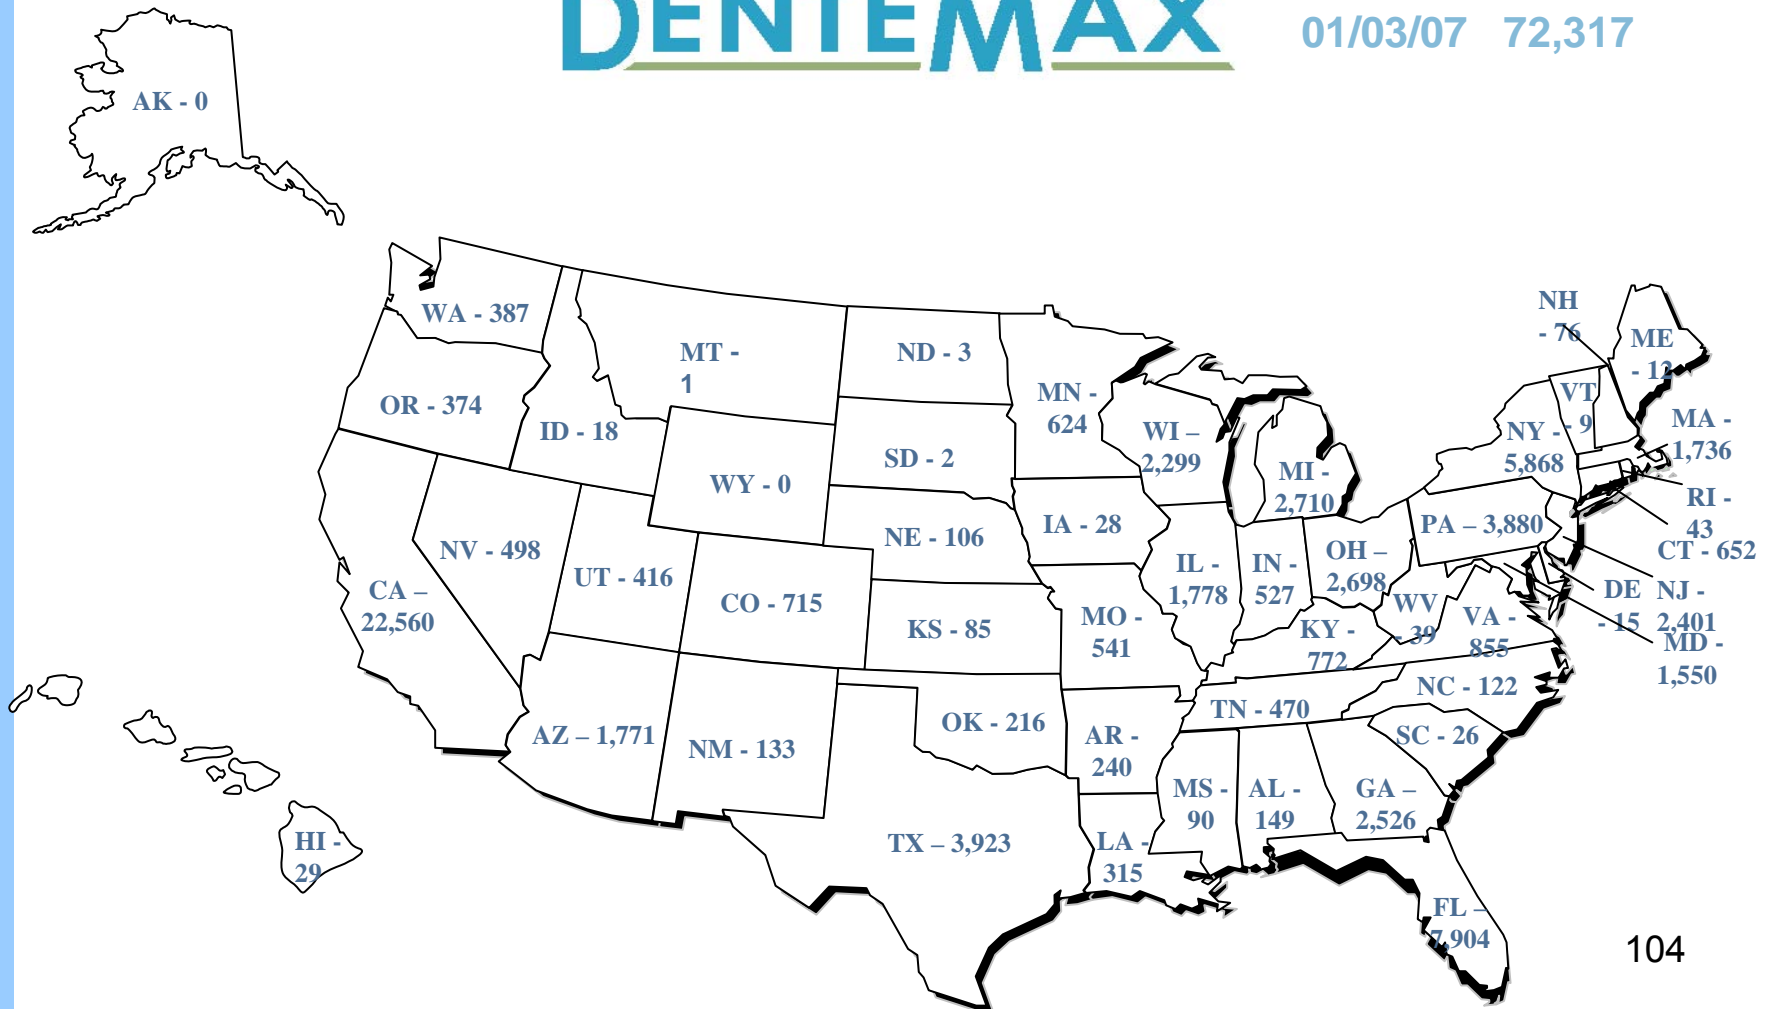 DENTEMAX
01/03/07 72,317
AK - 0
WA - 387
MT -
1
ND - 3
MN -
624
NH
- 76
ME
- 12
VT
- 9
OR - 374
ID - 18
WY - 0
SD - 2
WI –
2,299
MI -
2,710
NY -
5,868
MA -
1,736
RI -
43
CT - 652
NV - 498
UT - 416
CO - 715
NE - 106
IA - 28
IL -
1,778
IN -
527
OH –
2,698
PA – 3,880
DE
- 15
NJ -
2,401
MD -
1,550
CA –
22,560
KS - 85
MO -
541
KY -
772
WV
- 39
VA -
855
NC - 122
AZ – 1,771
NM - 133
OK - 216
AR -
240
TN - 470
SC - 26
MS -
90
AL -
149
GA –
2,526
HI -
29
TX – 3,923
LA -
315
FL –
7,904
104